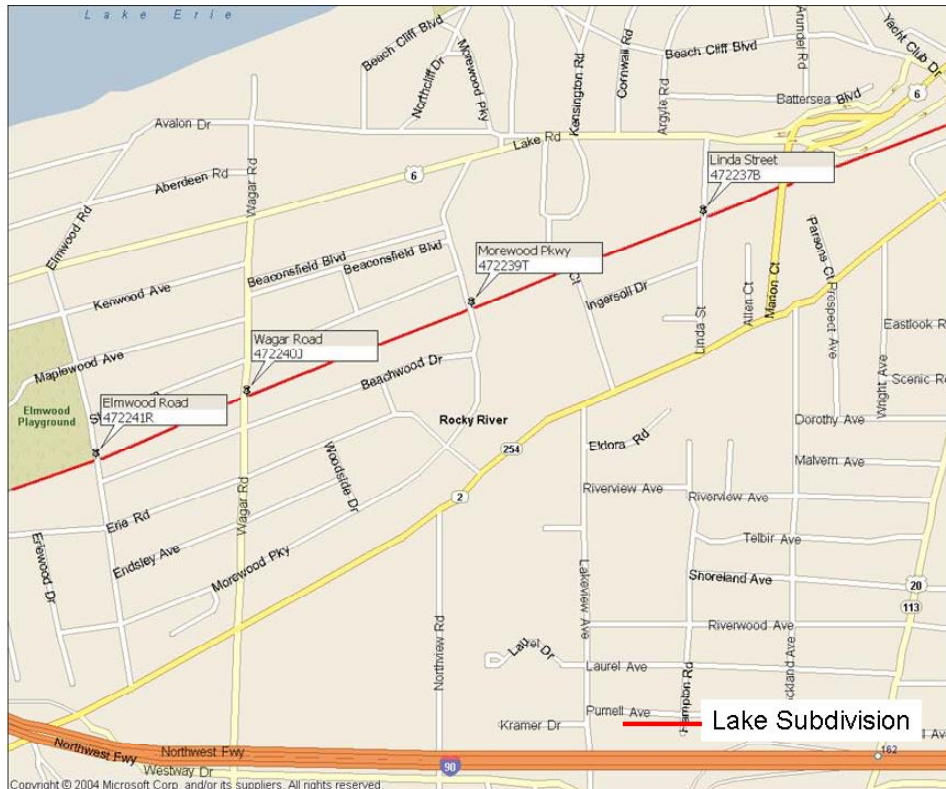 Lake Erie
Beach Cliff Blvd
Northcliff Dr
Morewood Pky
Kensington Rd
Cornwall Rd
Argyle Rd
Beach Cliff Blvd
Arundel Rd
Yacht Club Dr
6
Battersea Blvd
Avalon Dr
Lake Rd
6
Wagar Rd
Aberdeen Rd
Linda Street
472237B
Elmwood Rd
Beaconsfield Blvd
Beaconsfield Blvd
Morewood Pkwy
472239T
Ct
Parsons Ct
Kenwood Ave
Ingersoll Dr
Linda St
Allen Ct
Marion Ct
Prospect Ave
Eastlook
Wagar Road
472240J
Maplewood Ave
Beachwood Dr
Wright Ave
Scenic
Elmwood Road
472241R
Elmwood
Playground
Rocky River
Dorothy Ave
254
Eldora Rd
Woodside Dr
Malvern Ave
2
Wagar Rd
Riverview Ave
Riverview Ave
Erie Rd
Telbir Ave
Eriewood Dr
Endsley Ave
Morewood Pky
Lakeview Ave
Shoreland Ave
20
113
Northview Rd
Riverwood Ave
Laurel Dr
Laurel Ave
Hampton Rd
ckland Ave
Purnell Ave
Kramer Dr
Lake Subdivision
Northwest Fwy
Northwest Fwy
162
90
Westway Dr
Copyright © 2004 Microsoft Corp. and/or its suppliers. All rights reserved.